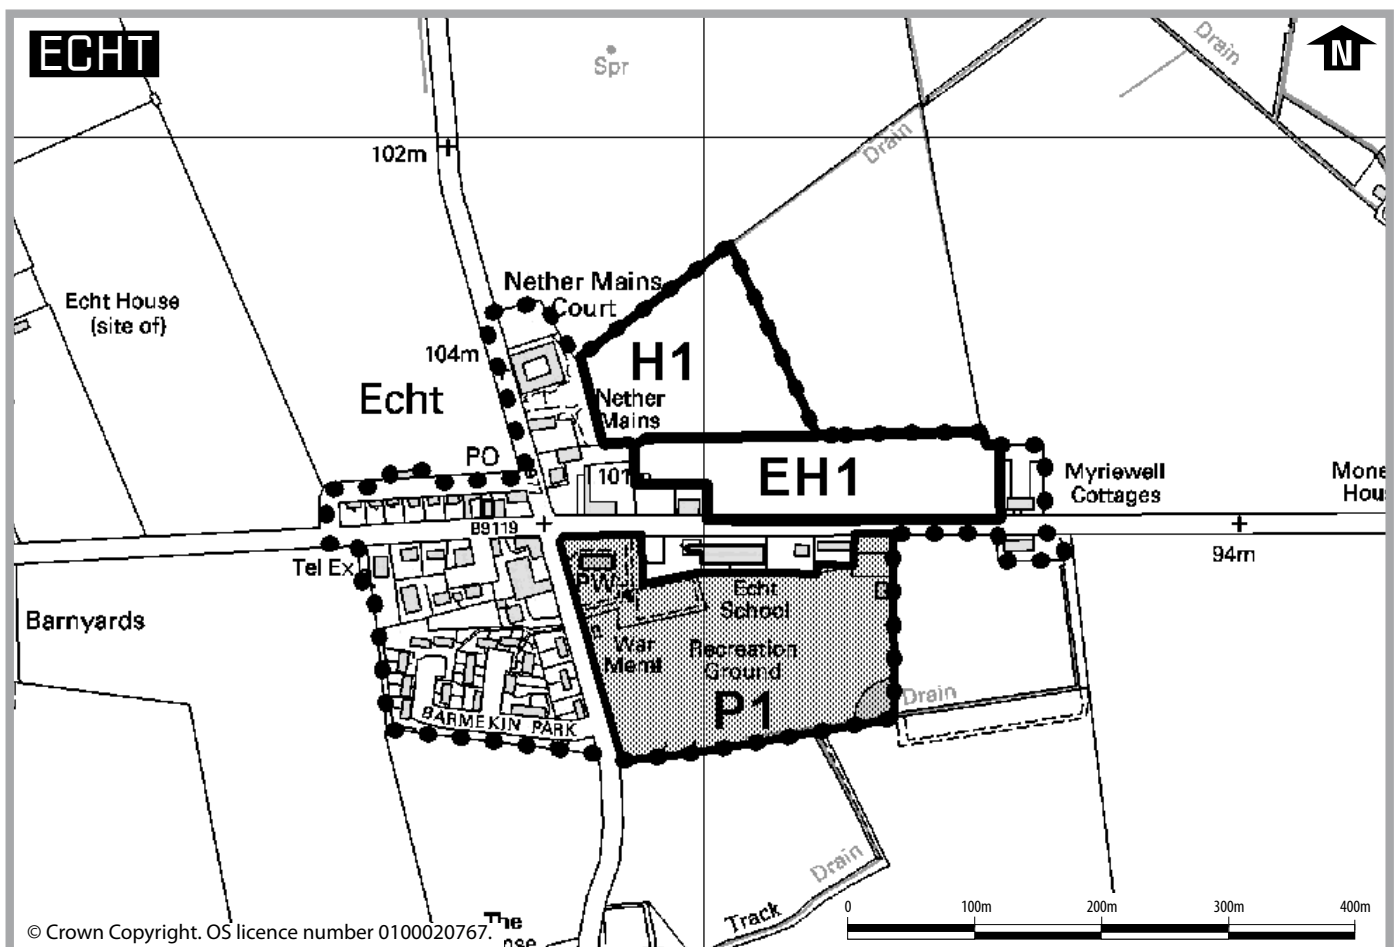 ECHT
N
Spr
Drain
102m
Drain
Nether Mains
Court
Echt House
(site of)
104m
H1
Echt
Nether
Mains
PO
101
EH1
Myriewell
Cottages
B9119
94m
Tel Ex
PW
Echt
School
Barnyards
War
Meml
Recreation
Ground
P1
Drain
BARMEKIN PARK
Drain
Track
The
0 100m 200m 300m 400m
© Crown Copyright. OS licence number 0100020767.